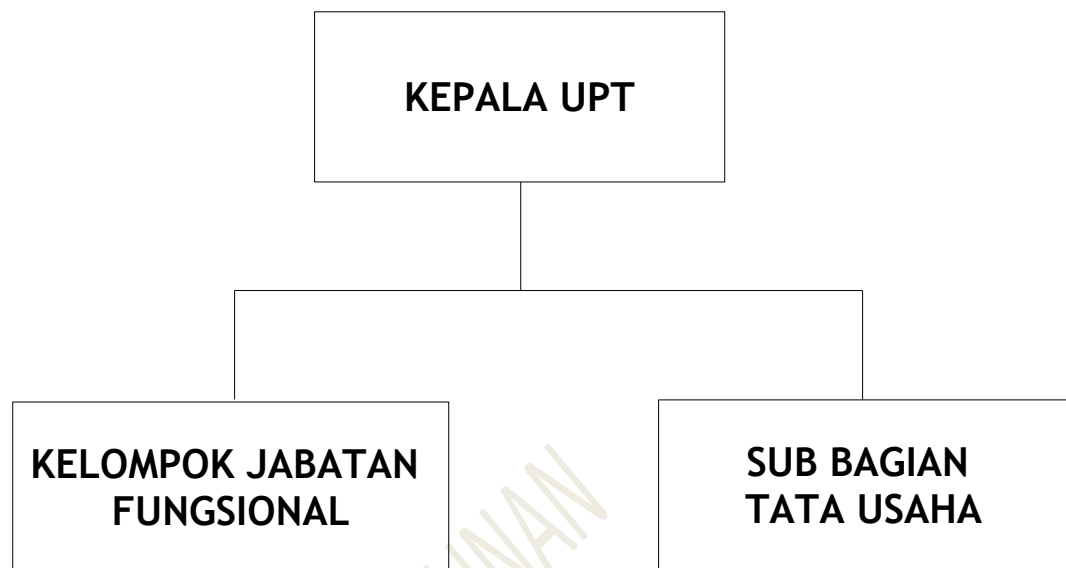 KEPALA UPT
KELOMPOK JABATAN
FUNGSIONAL
SUB BAGIAN
TATA USAHA